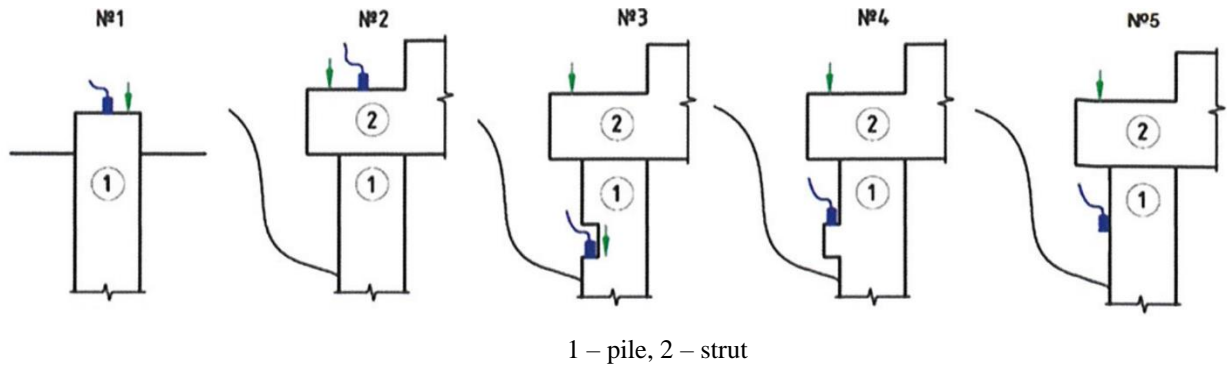 №1 №2 №3 №4 №5
2 2 2 2
1 1 1 1 1
1 – pile, 2 – strut